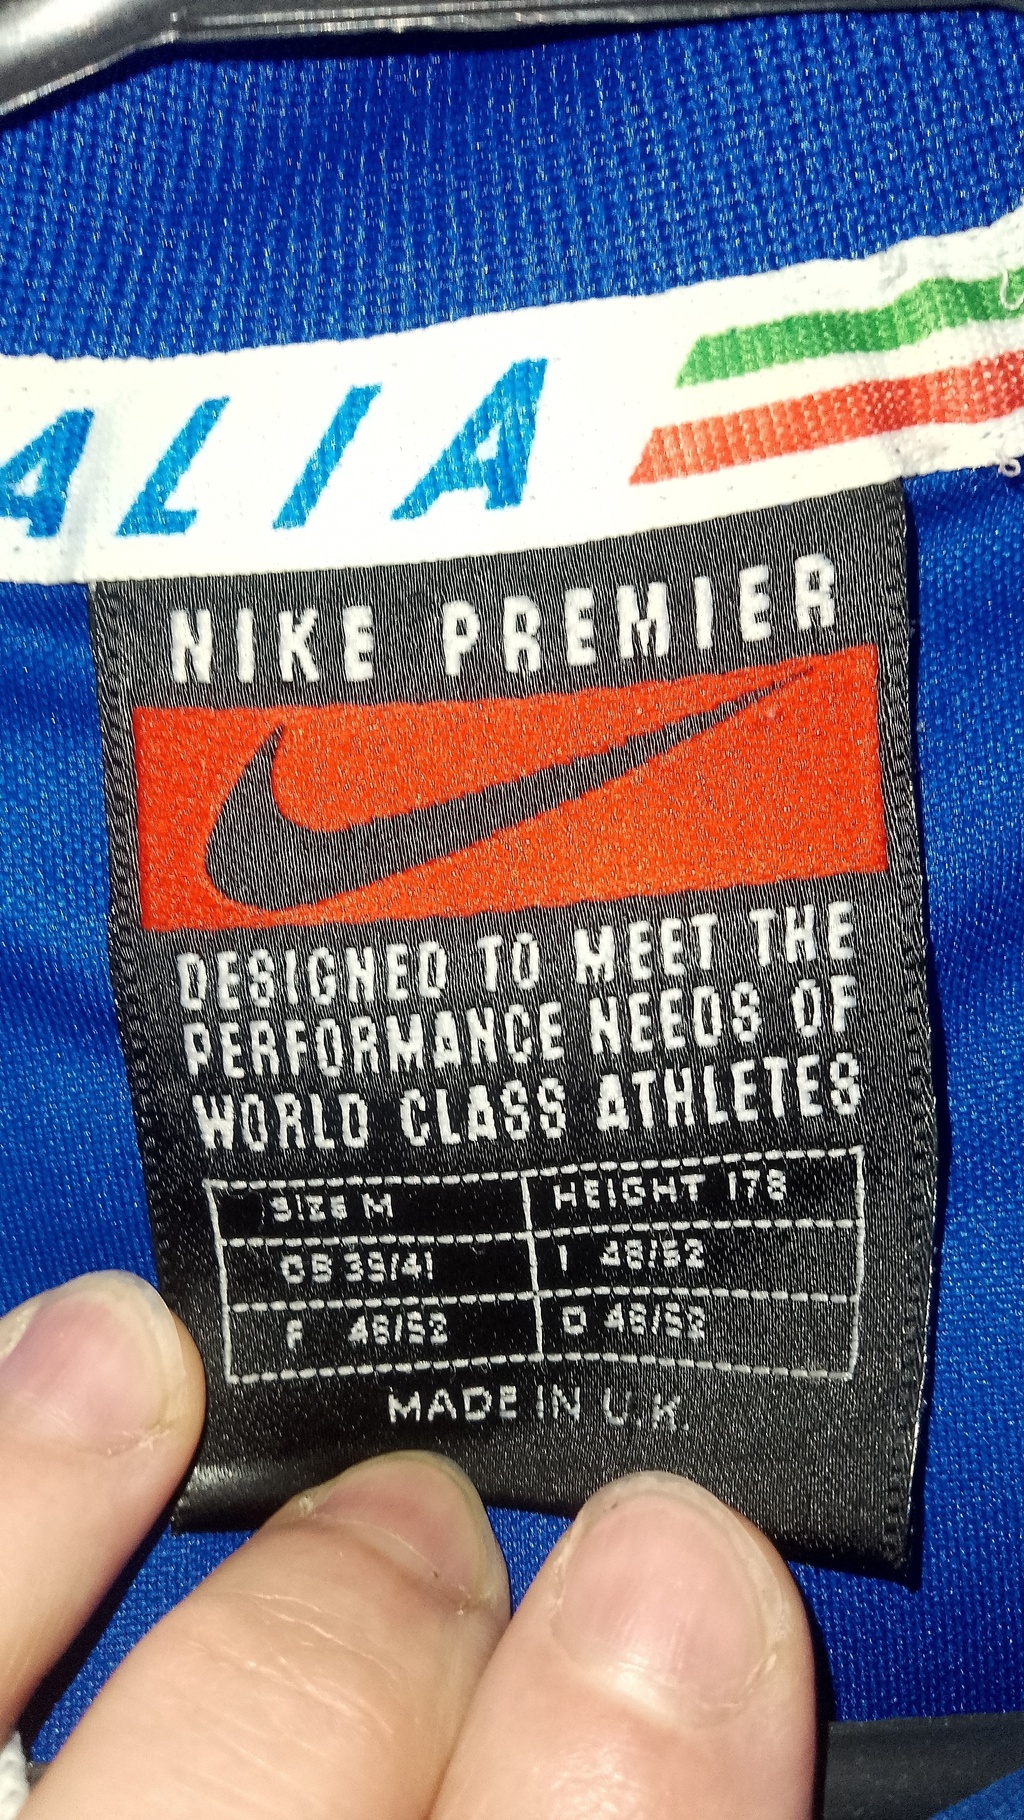 ALIA
NIKE PREMIER
DESIGNED TO MEET THE
PERFORMANCE NEEDS OF
WORLD CLASS ATHLETES
SIZE M HEIGHT 178
GB 39/41 I 48/52
F 48/52 D 48/52
MADE IN U.K.